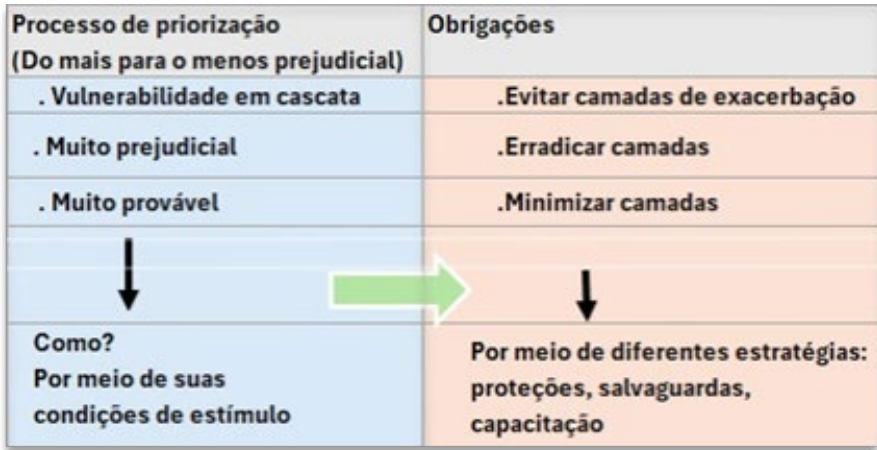 Processo de priorização
(Do mais para o menos prejudicial)
Obrigações
. Vulnerabilidade em cascata
.Evitar camadas de exacerbação
. Muito prejudicial
.Erradicar camadas
. Muito provável
.Minimizar camadas
Como?
Por meio de suas
condições de estímulo
Por meio de diferentes estratégias:
proteções, salvaguardas,
capacitação